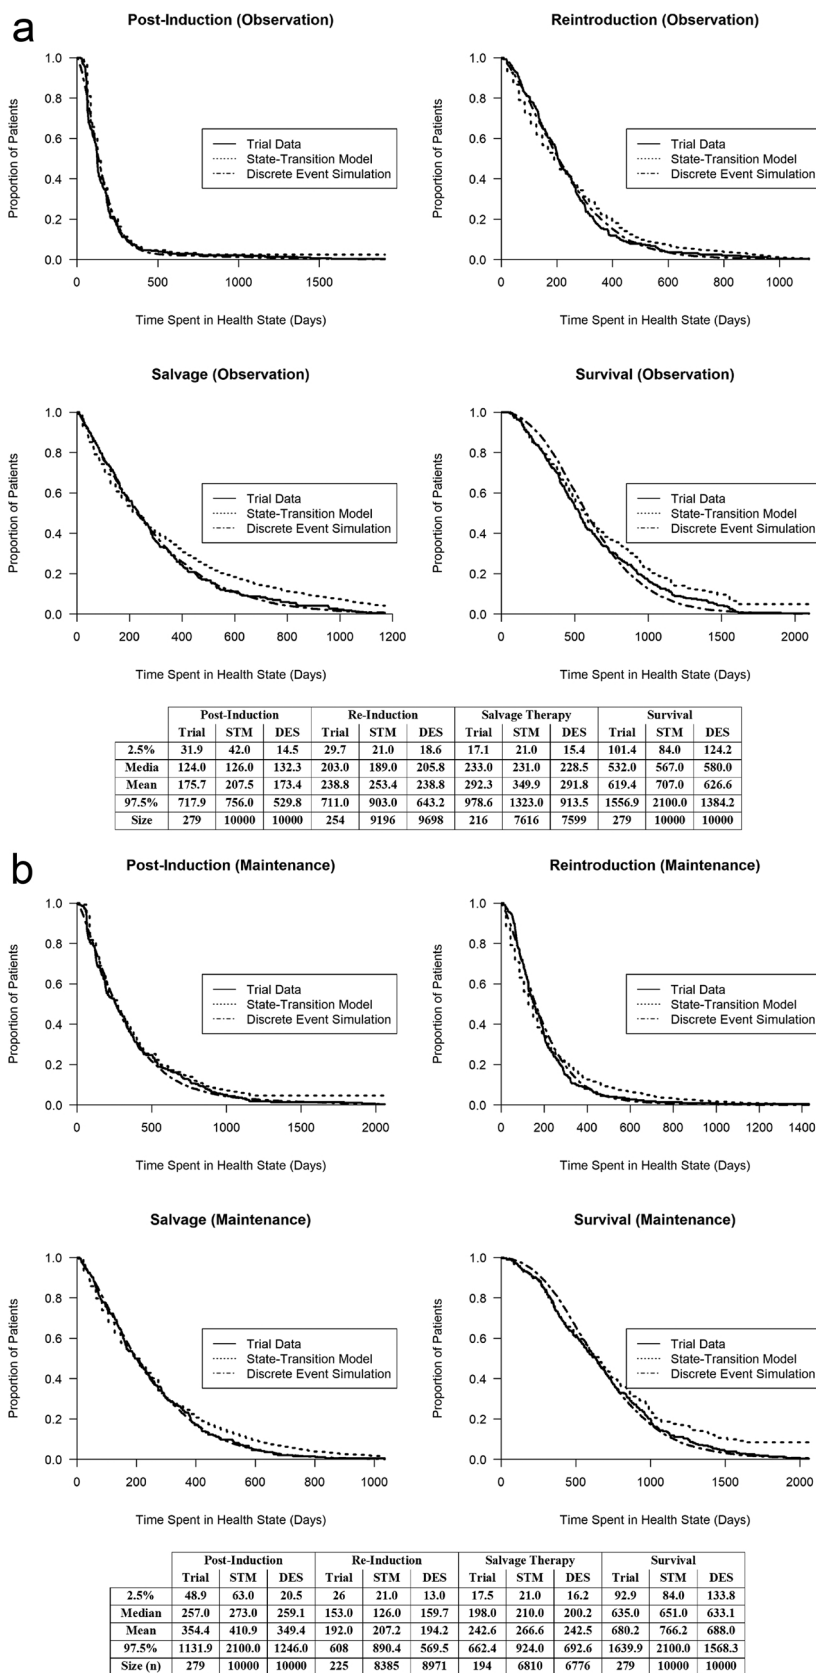 a
Post-Induction (Observation)
Proportion of Patients
1.0
0.8
0.6
0.4
0.2
0.0
Trial Data
State-Transition Model
Discrete Event Simulation
0 500 1000 1500
Time Spent in Health State (Days)
Reintroduction (Observation)
Proportion of Patients
1.0
0.8
0.6
0.4
0.2
0.0
Trial Data
State-Transition Model
Discrete Event Simulation
0 200 400 600 800 1000
Time Spent in Health State (Days)
Salvage (Observation)
Proportion of Patients
1.0
0.8
0.6
0.4
0.2
0.0
Trial Data
State-Transition Model
Discrete Event Simulation
0 200 400 600 800 1000 1200
Time Spent in Health State (Days)
Survival (Observation)
Proportion of Patients
1.0
0.8
0.6
0.4
0.2
0.0
Trial Data
State-Transition Model
Discrete Event Simulation
0 500 1000 1500 2000
Time Spent in Health State (Days)
Post-Induction Re-Induction Salvage Therapy Survival
Trial STM DES Trial STM DES Trial STM DES Trial STM DES
2.5% 31.9 42.0 14.5 29.7 21.0 18.6 17.1 21.0 15.4 101.4 84.0 124.2
Media 124.0 126.0 132.3 203.0 189.0 205.8 233.0 231.0 228.5 532.0 567.0 580.0
Mean 175.7 207.5 173.4 238.8 253.4 238.8 292.3 349.9 291.8 619.4 707.0 626.6
97.5% 717.9 756.0 529.8 711.0 903.0 643.2 978.6 1323.0 913.5 1556.9 2100.0 1384.2
Size 279 10000 10000 254 9196 9698 216 7616 7599 279 10000 10000
b
Post-Induction (Maintenance)
Proportion of Patients
1.0
0.8
0.6
0.4
0.2
0.0
Trial Data
State-Transition Model
Discrete Event Simulation
0 500 1000 1500 2000
Time Spent in Health State (Days)
Reintroduction (Maintenance)
Proportion of Patients
1.0
0.8
0.6
0.4
0.2
0.0
Trial Data
State-Transition Model
Discrete Event Simulation
0 200 400 600 800 1000 1200 1400
Time Spent in Health State (Days)
Salvage (Maintenance)
Proportion of Patients
1.0
0.8
0.6
0.4
0.2
0.0
Trial Data
State-Transition Model
Discrete Event Simulation
0 200 400 600 800 1000
Time Spent in Health State (Days)
Survival (Maintenance)
Proportion of Patients
1.0
0.8
0.6
0.4
0.2
0.0
Trial Data
State-Transition Model
Discrete Event Simulation
0 500 1000 1500 2000
Time Spent in Health State (Days)
Post-Induction Re-Induction Salvage Therapy Survival
Trial STM DES Trial STM DES Trial STM DES Trial STM DES
2.5% 48.9 63.0 20.5 26 21.0 13.0 17.5 21.0 16.2 92.9 84.0 133.8
Median 257.0 273.0 259.1 153.0 126.0 159.7 198.0 210.0 200.2 635.0 651.0 633.1
Mean 354.4 410.9 349.4 192.0 207.2 194.2 242.6 266.6 242.5 680.2 766.2 688.0
97.5% 1131.9 2100.0 1246.0 608 890.4 569.5 662.4 924.0 692.6 1639.9 2100.0 1568.3
Size (n) 279 10000 10000 225 8385 8971 194 6810 6776 279 10000 10000